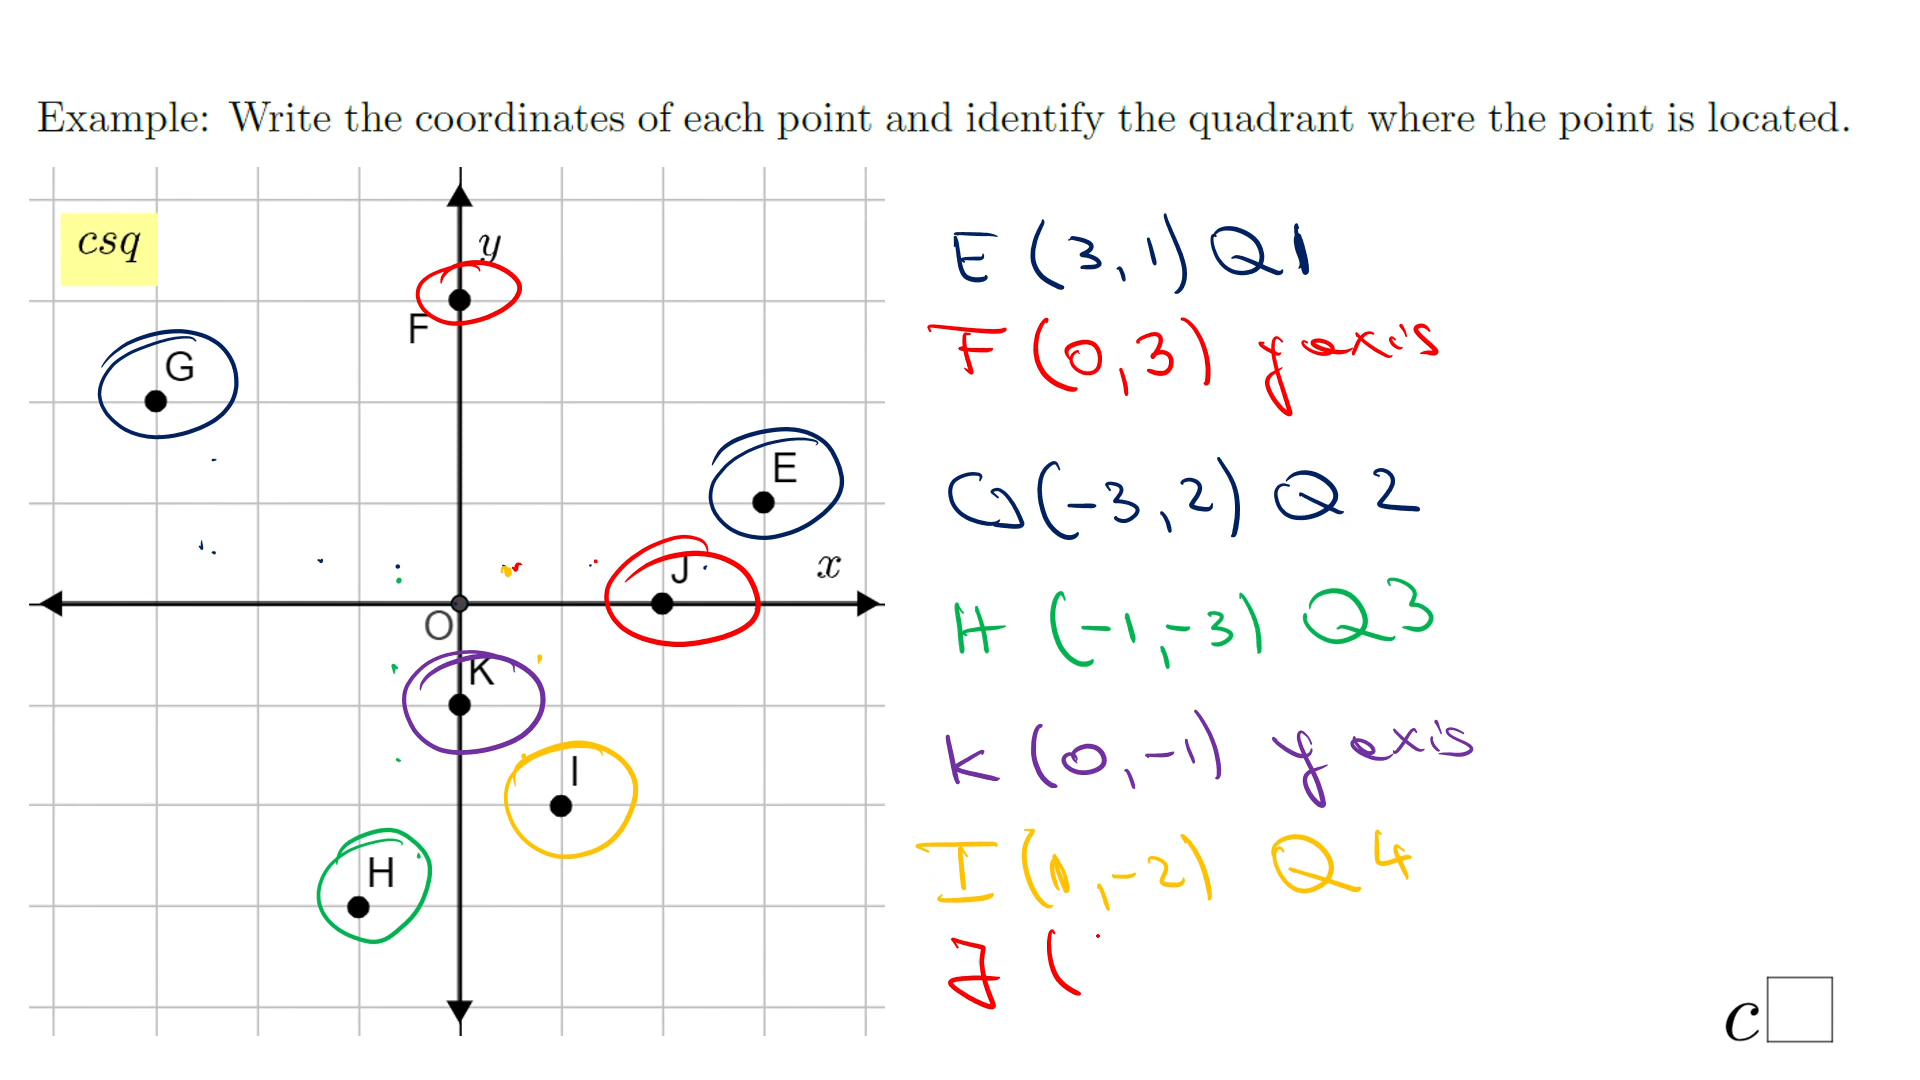 Example: Write the coordinates of each point and identify the quadrant where the point is located.
csq
y
F
G
E
J
x
O
K
I
H
E (3,1) Q1
F (0,3) y axis
G (-3,2) Q 2
H (-1,-3) Q3
K (0,-1) y axis
I (1,-2) Q 4
J (
c